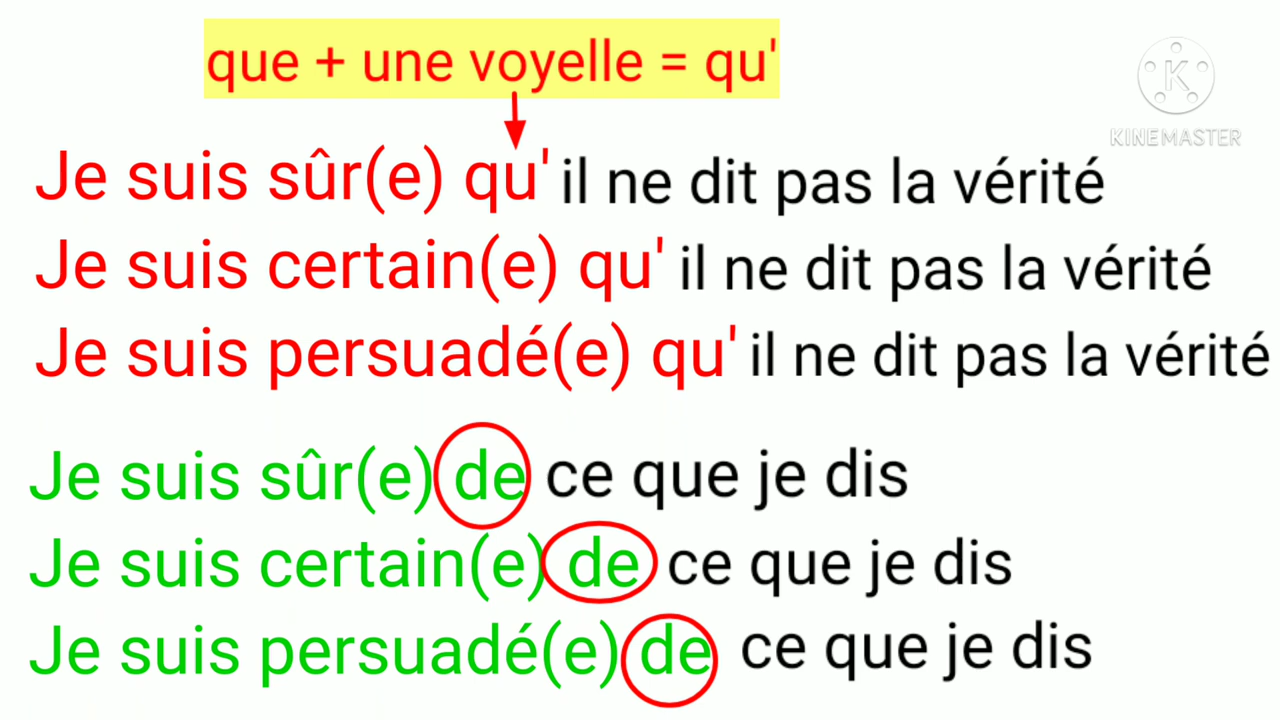 que + une voyelle = qu'
KINEMASTER
Je suis sûr(e) qu' il ne dit pas la vérité
Je suis certain(e) qu' il ne dit pas la vérité
Je suis persuadé(e) qu' il ne dit pas la vérité
Je suis sûr(e) de ce que je dis
Je suis certain(e) de ce que je dis
Je suis persuadé(e) de ce que je dis